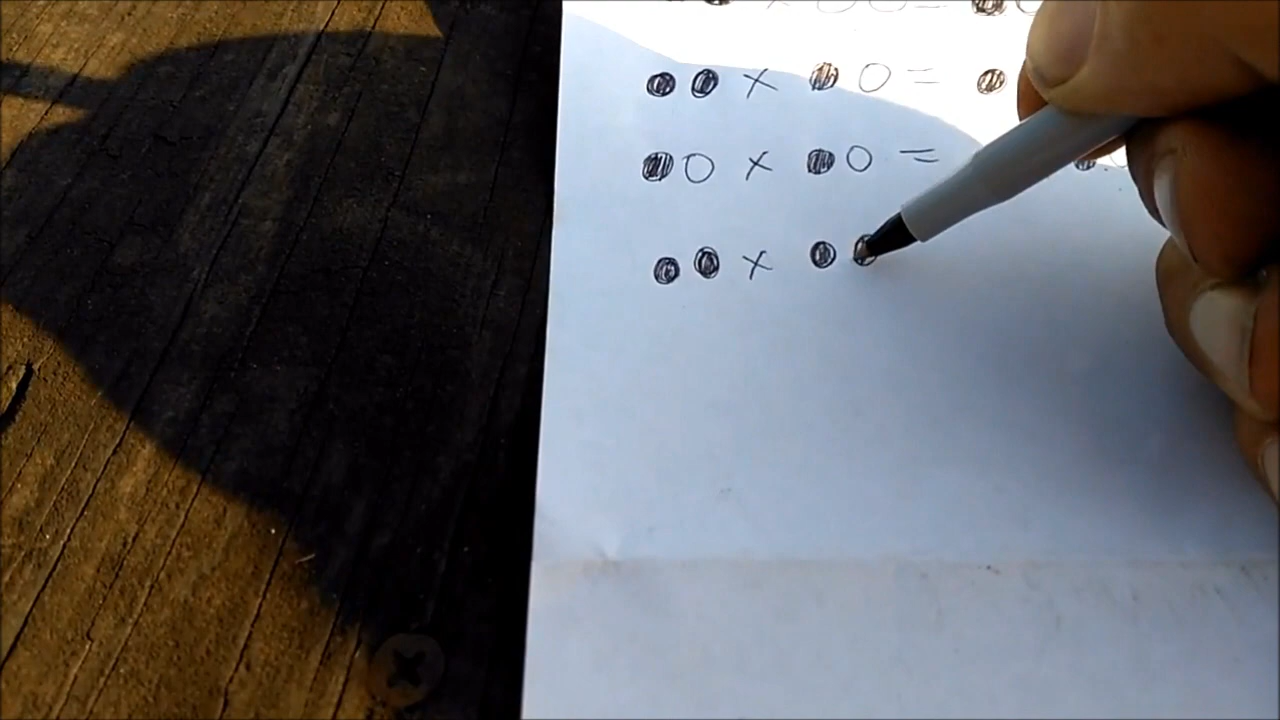 ●● × ●○ = ●
●○ × ●○ =
●● × ●●